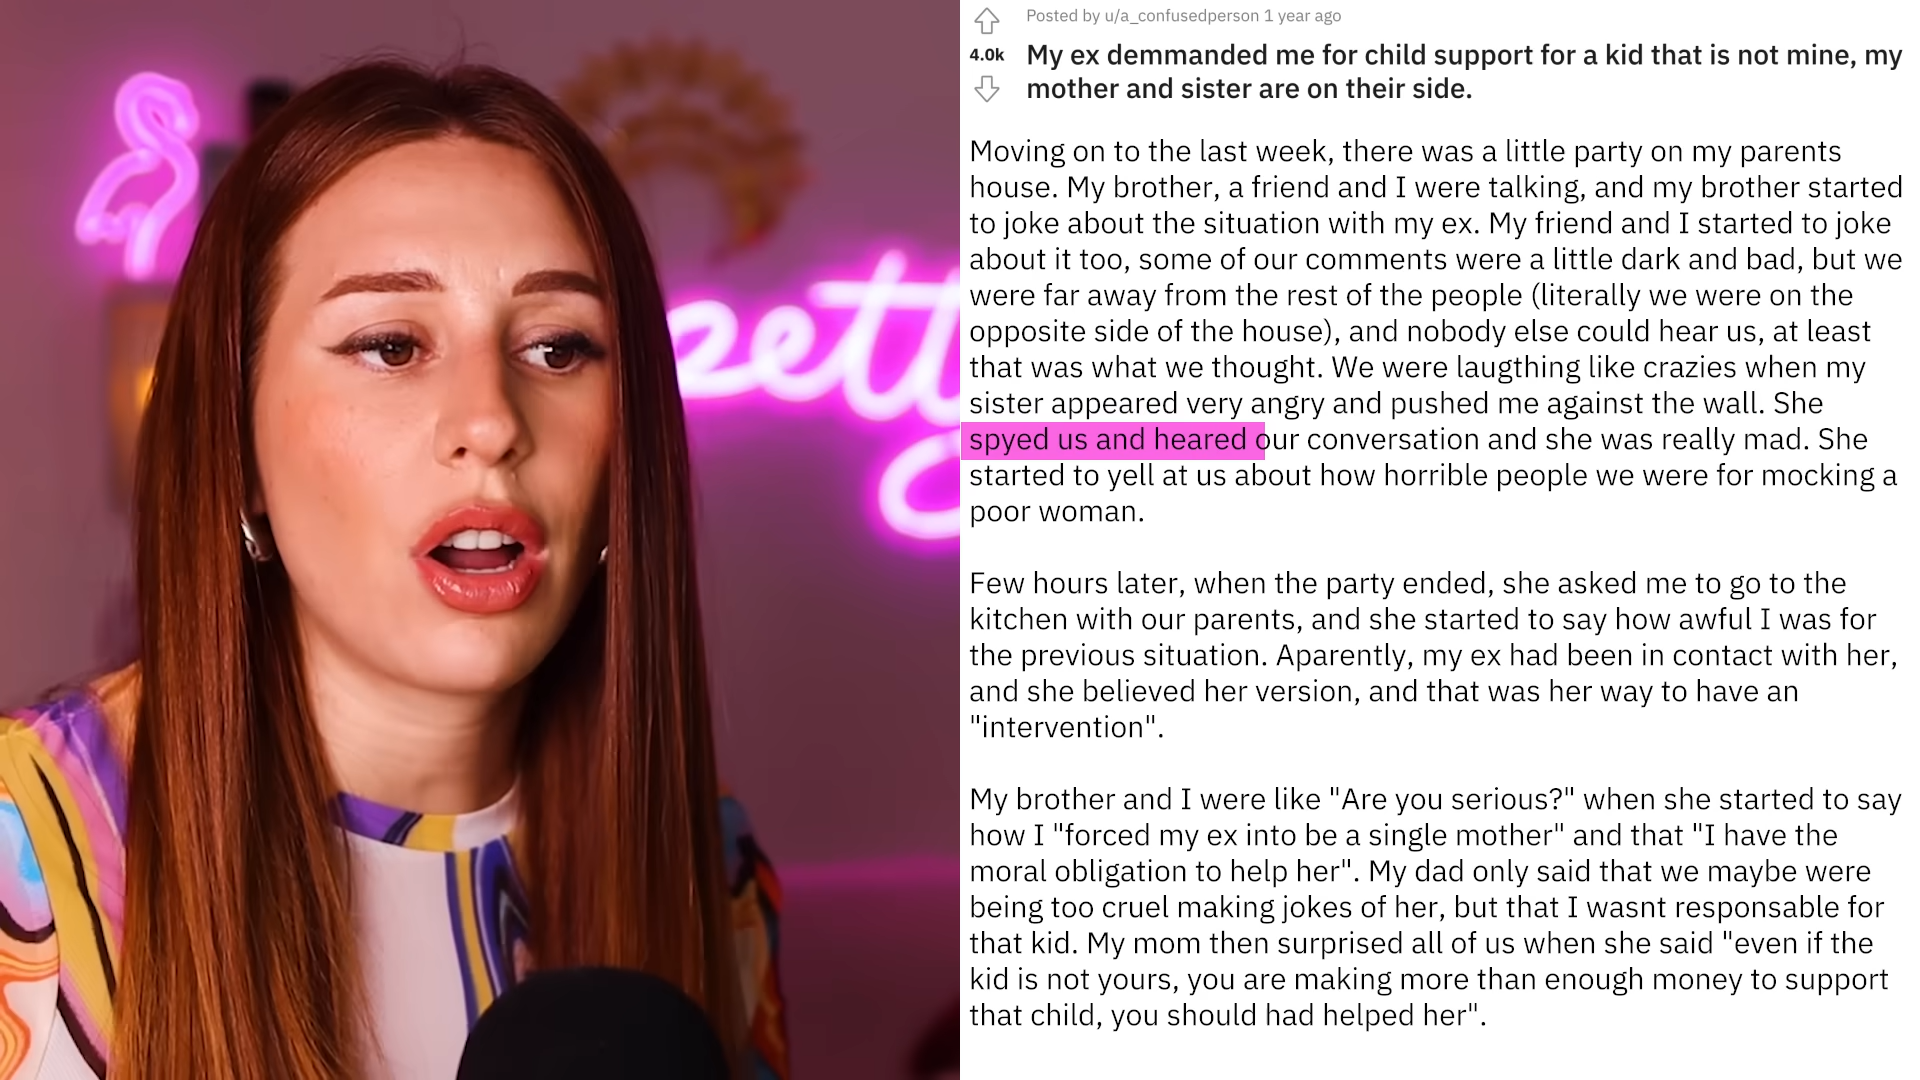 Posted by u/a_confusedperson 1 year ago
4.0k
My ex demmanded me for child support for a kid that is not mine, my
mother and sister are on their side.
Moving on to the last week, there was a little party on my parents
house. My brother, a friend and I were talking, and my brother started
to joke about the situation with my ex. My friend and I started to joke
about it too, some of our comments were a little dark and bad, but we
were far away from the rest of the people (literally we were on the
opposite side of the house), and nobody else could hear us, at least
that was what we thought. We were laugthing like crazies when my
sister appeared very angry and pushed me against the wall. She
spyed us and heared our conversation and she was really mad. She
started to yell at us about how horrible people we were for mocking a
poor woman.
Few hours later, when the party ended, she asked me to go to the
kitchen with our parents, and she started to say how awful I was for
the previous situation. Aparently, my ex had been in contact with her,
and she believed her version, and that was her way to have an
"intervention".
My brother and I were like "Are you serious?" when she started to say
how I "forced my ex into be a single mother" and that "I have the
moral obligation to help her". My dad only said that we maybe were
being too cruel making jokes of her, but that I wasnt responsable for
that kid. My mom then surprised all of us when she said "even if the
kid is not yours, you are making more than enough money to support
that child, you should had helped her".